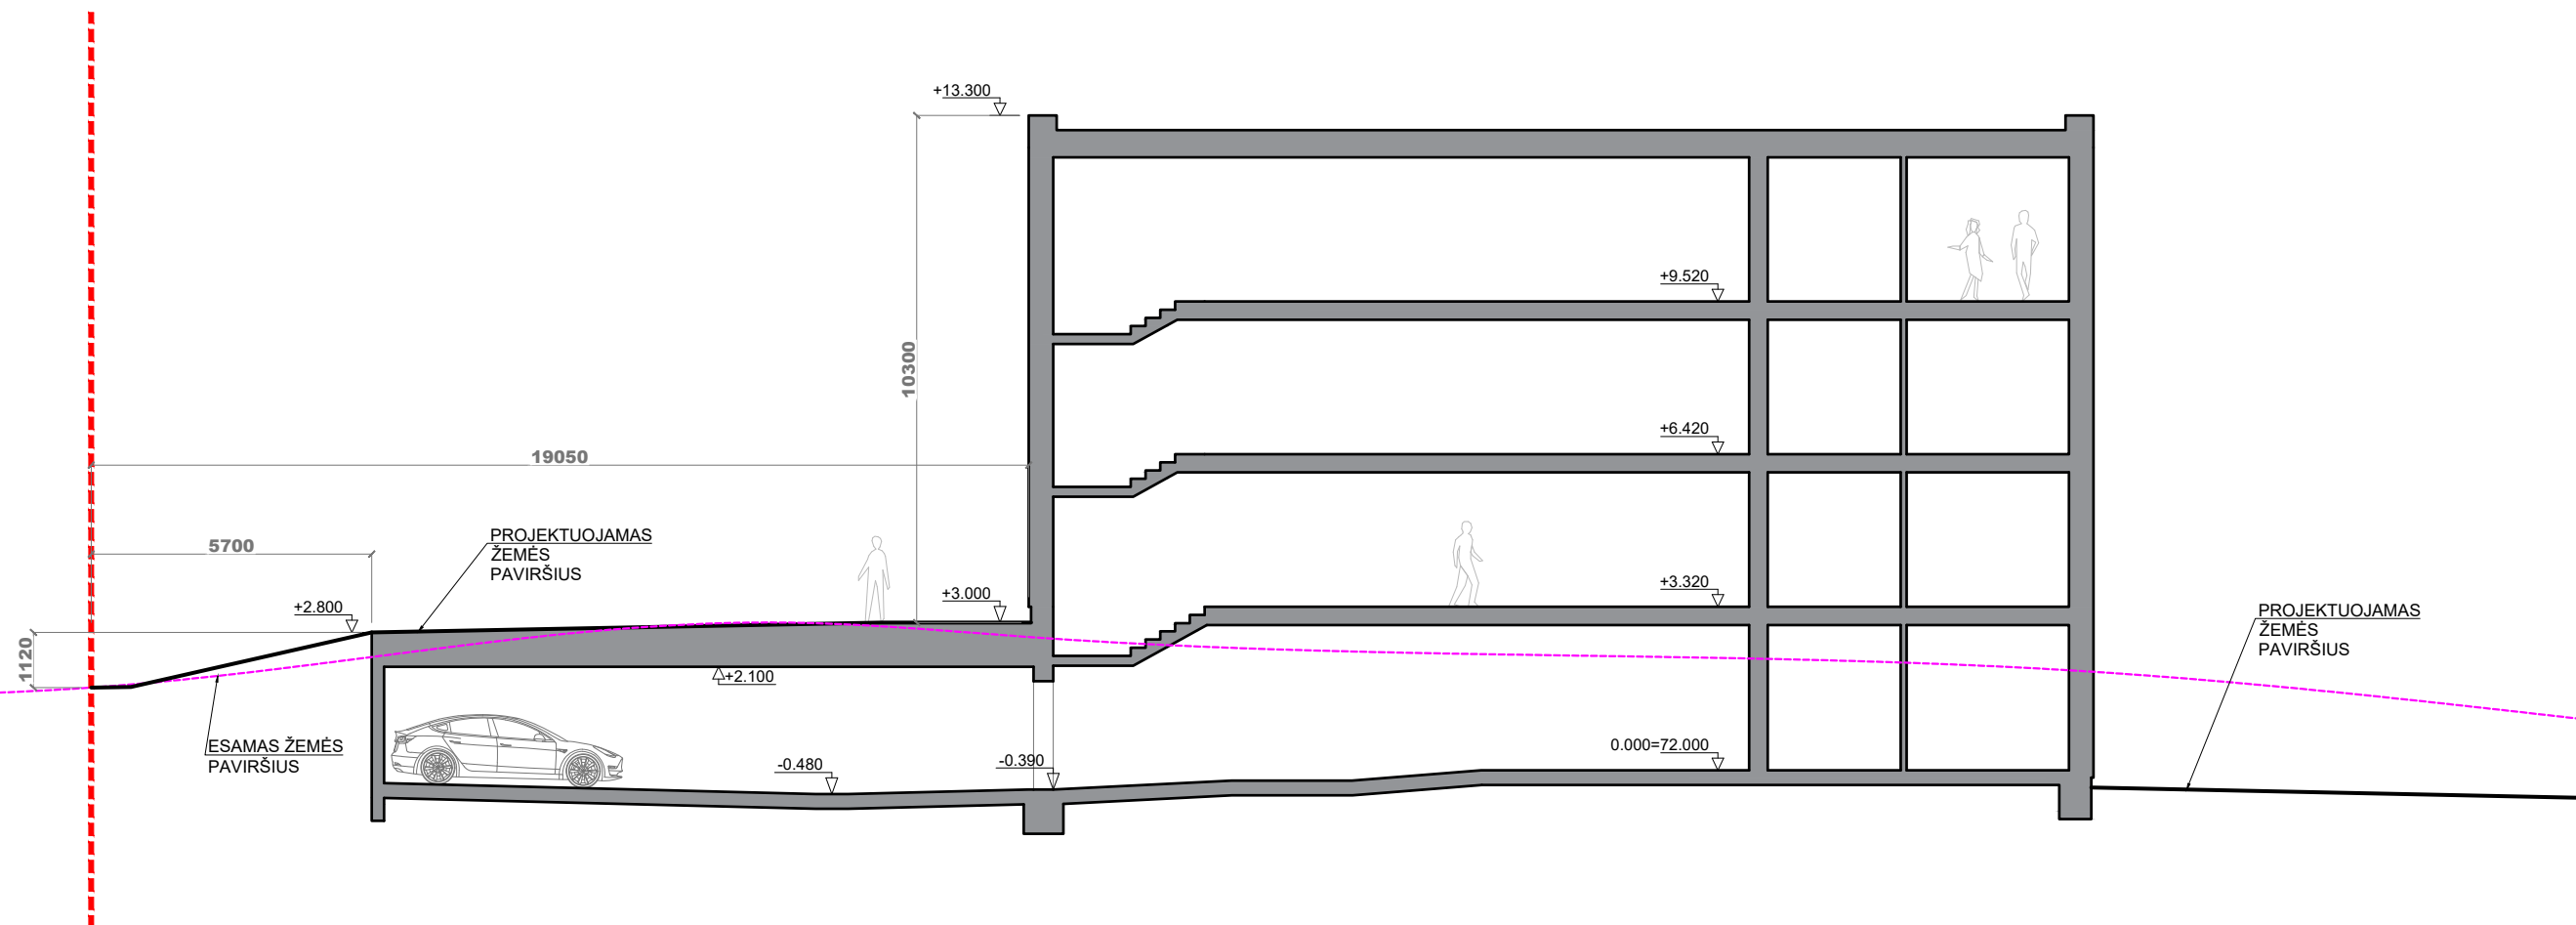 +13.300
+9.520
10300
+6.420
19050
PROJEKTUOJAMAS
ŽEMĖS
PAVIRŠIUS
5700
+3.320
+3.000
+2.800
PROJEKTUOJAMAS
ŽEMĖS
PAVIRŠIUS
1120
+2.100
ESAMAS ŽEMĖS
PAVIRŠIUS
0.000=72.000
-0.480
-0.390